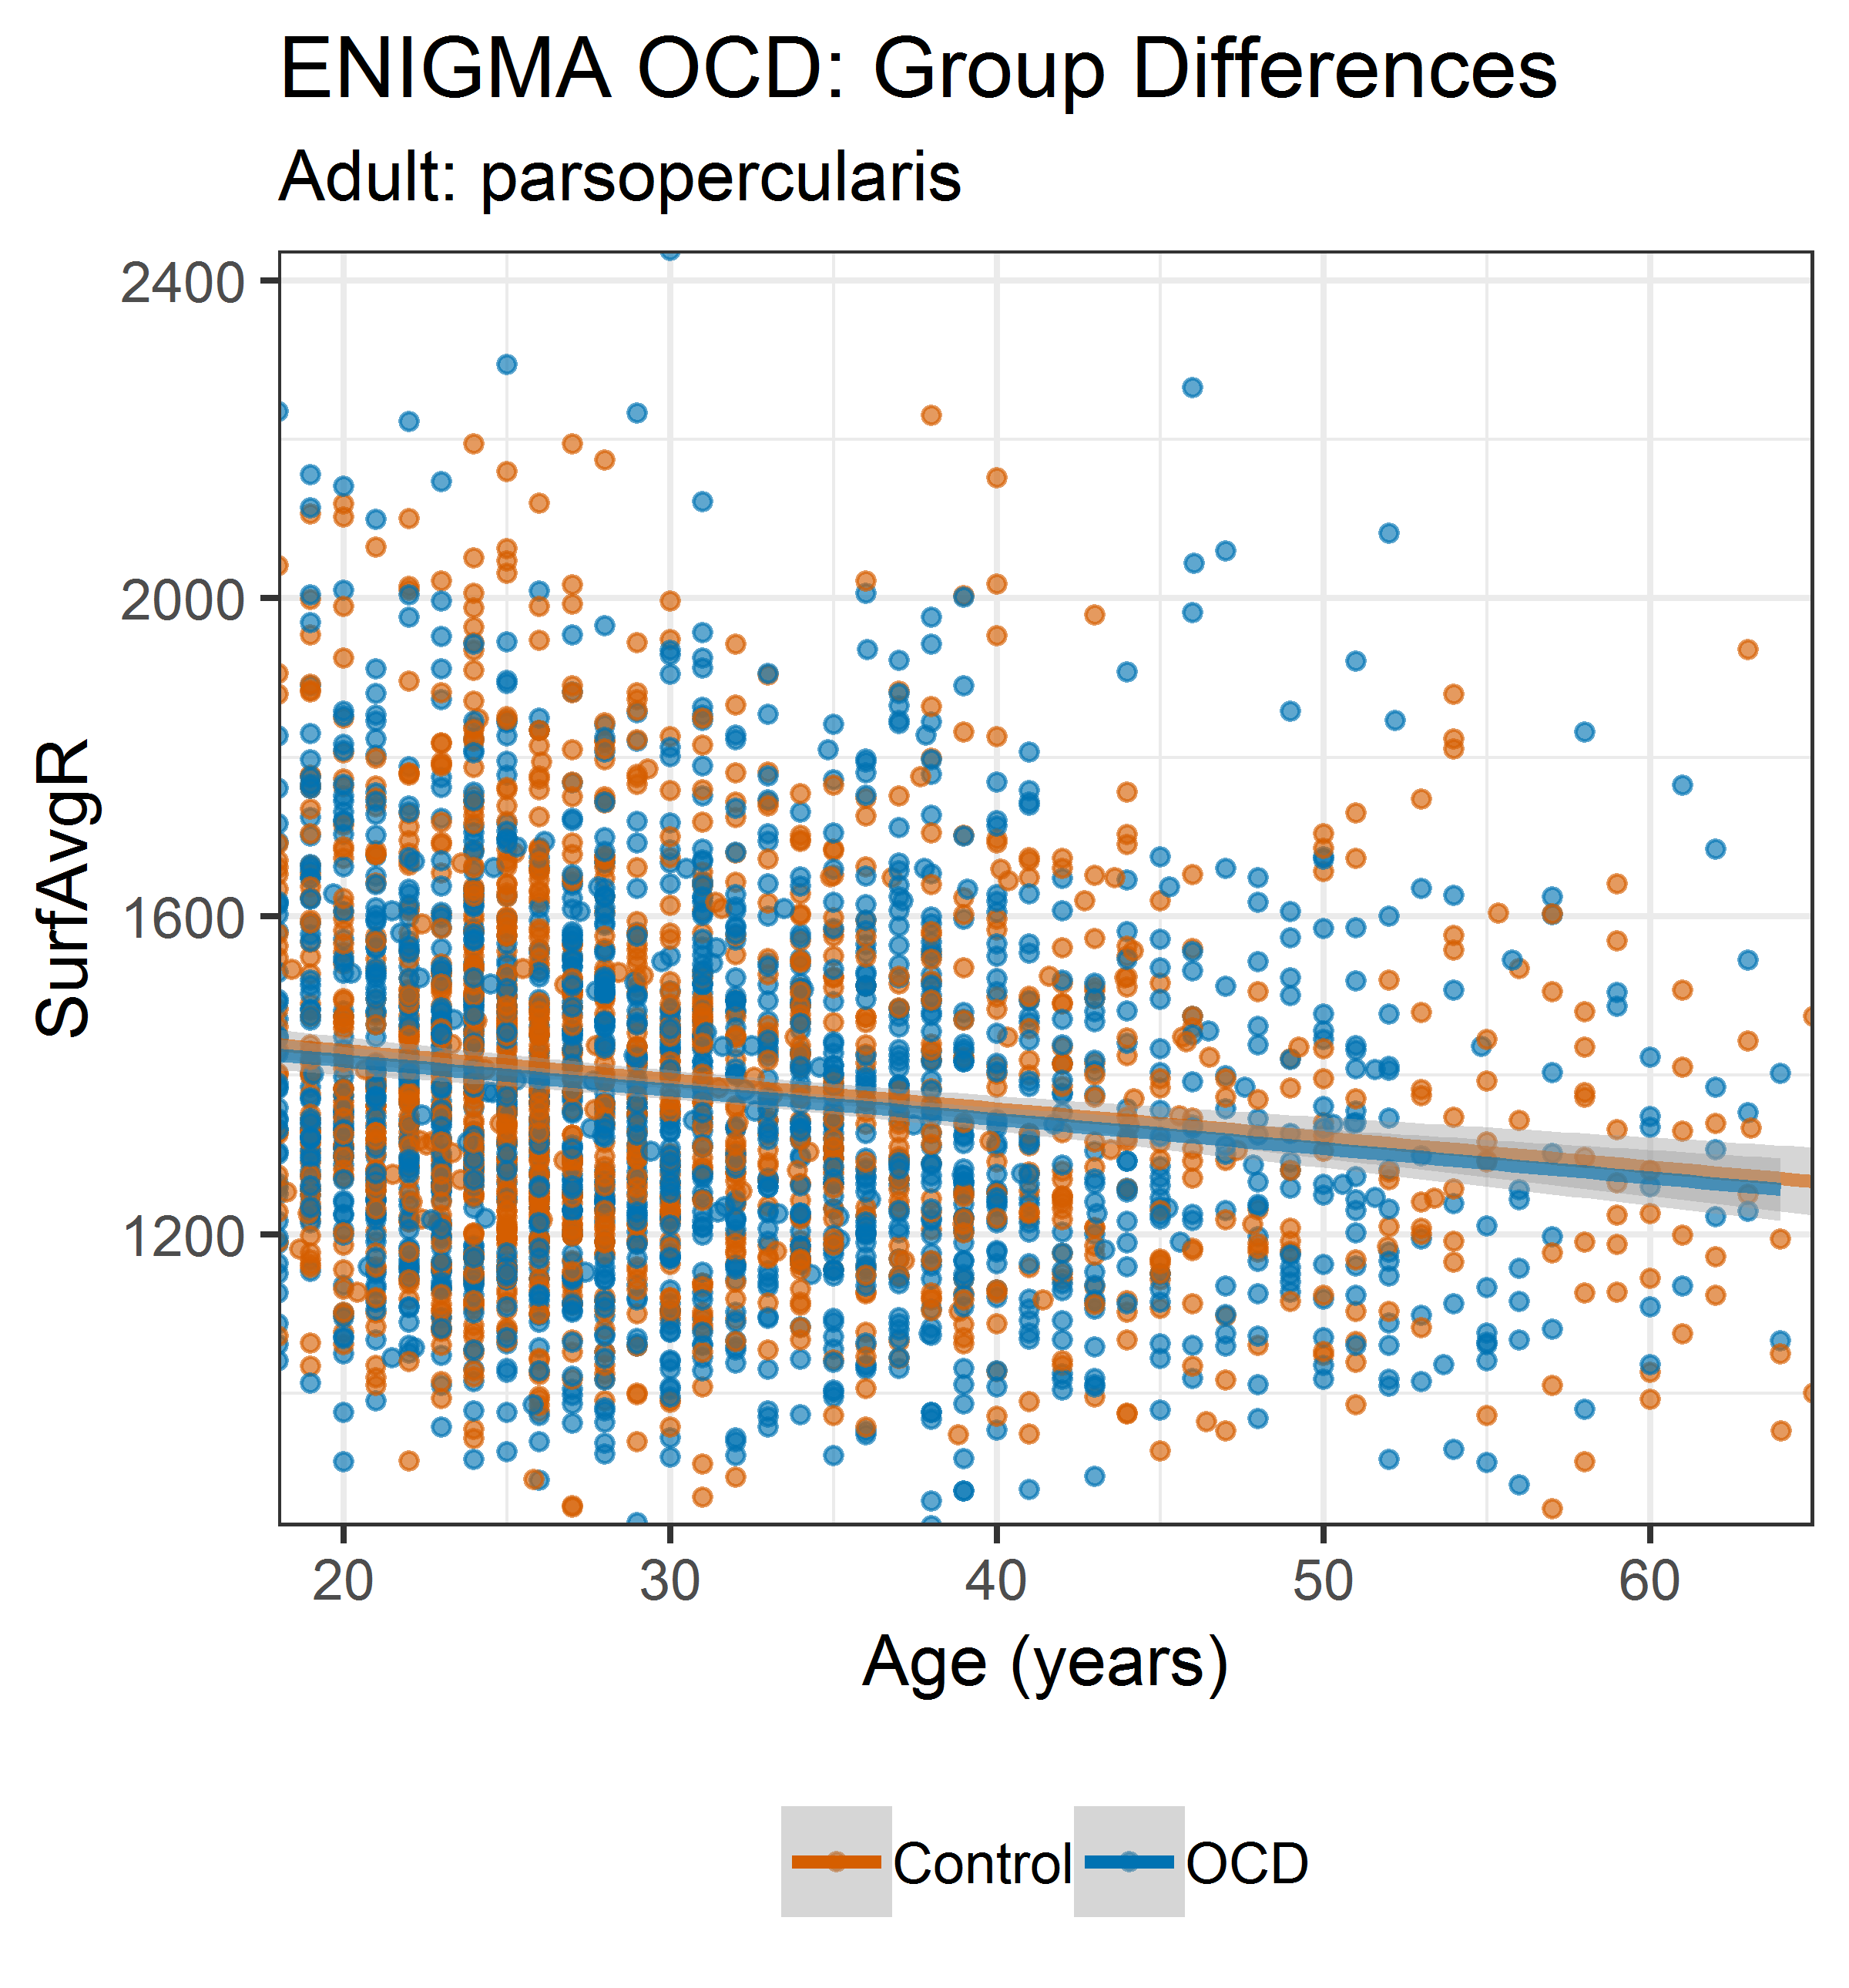 ENIGMA OCD: Group Differences
Adult: parsopercularis
2400
2000
1600
1200
SurfAvgR
20 30 40 50 60
Age (years)
Control OCD